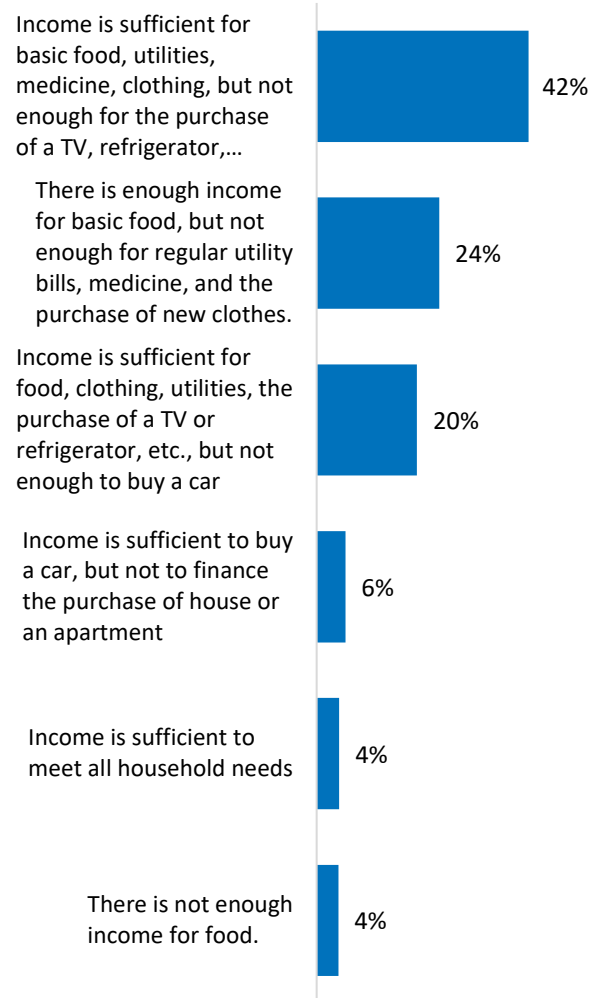 Income is sufficient for
basic food, utilities,
medicine, clothing, but not
enough for the purchase
of a TV, refrigerator,…
42%
There is enough income
for basic food, but not
enough for regular utility
bills, medicine, and the
purchase of new clothes.
24%
Income is sufficient for
food, clothing, utilities, the
purchase of a TV or
refrigerator, etc., but not
enough to buy a car
20%
Income is sufficient to buy
a car, but not to finance
the purchase of house or
an apartment
6%
Income is sufficient to
meet all household needs
4%
There is not enough
income for food.
4%